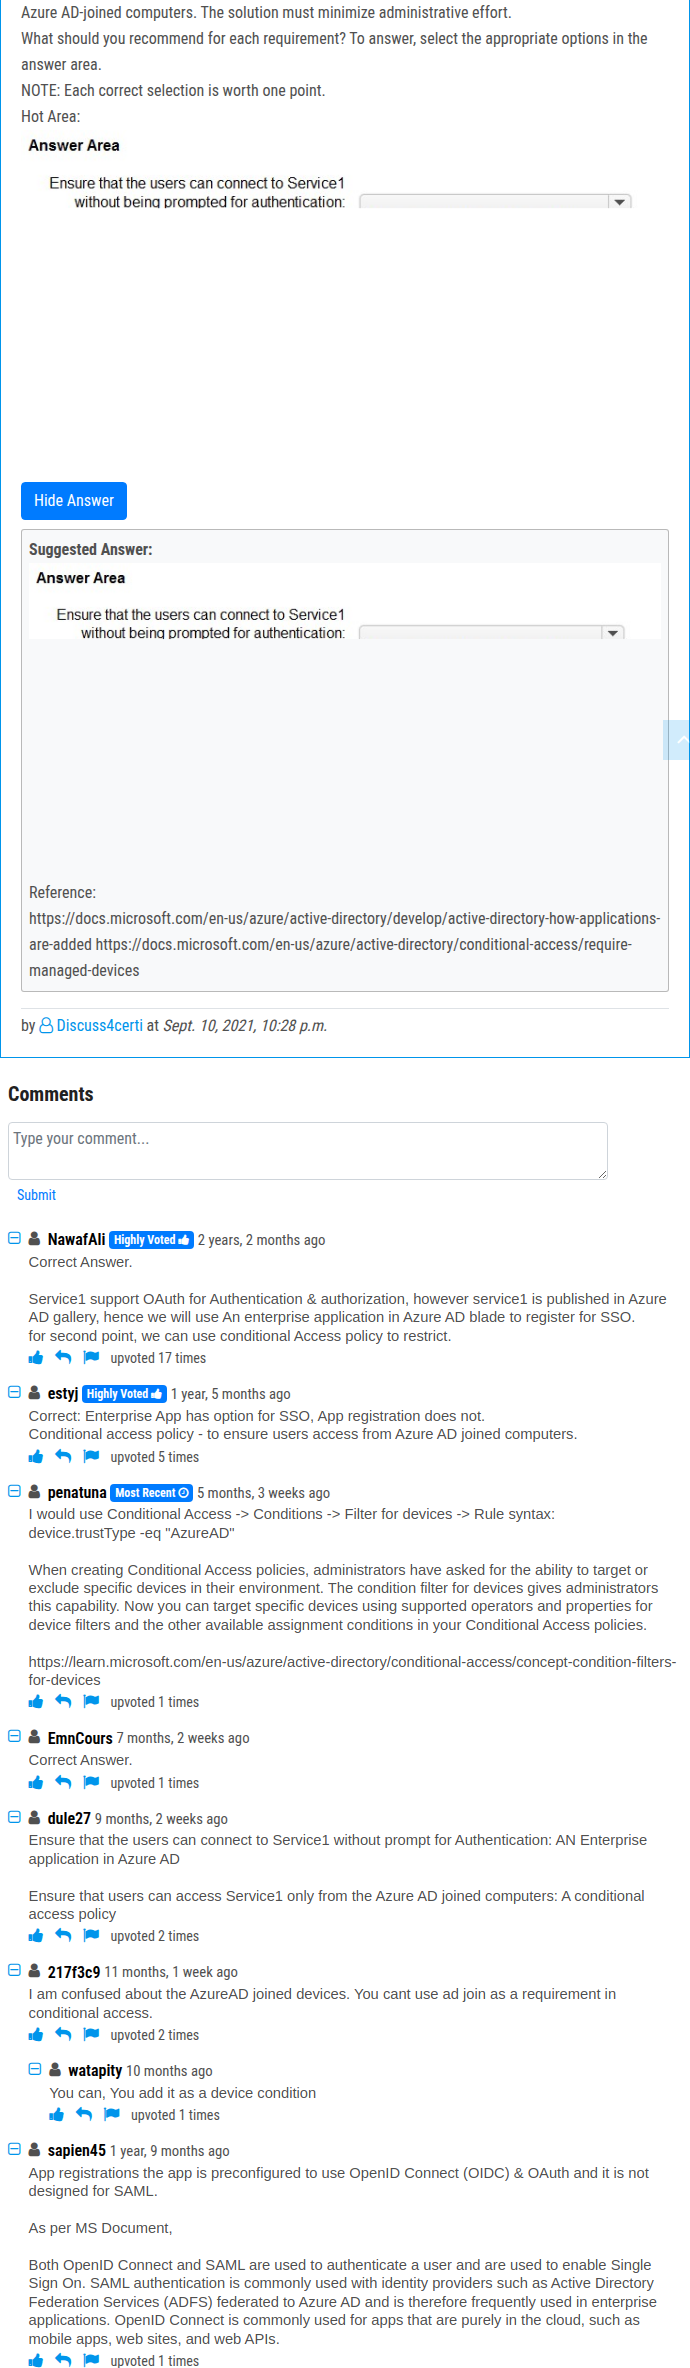 Azure AD-joined computers. The solution must minimize administrative effort.
What should you recommend for each requirement? To answer, select the appropriate options in the
answer area.
NOTE: Each correct selection is worth one point.
Hot Area:
Answer Area
Ensure that the users can connect to Service1
without being prompted for authentication:
Hide Answer
Suggested Answer:
Answer Area
Ensure that the users can connect to Service1
without being prompted for authentication:
Reference:
https://docs.microsoft.com/en-us/azure/active-directory/develop/active-directory-how-applications-
are-added https://docs.microsoft.com/en-us/azure/active-directory/conditional-access/require-
managed-devices
by Discuss4certi at Sept. 10, 2021, 10:28 p.m.
Comments
Type your comment...
Submit
NawafAli Highly Voted 2 years, 2 months ago
Correct Answer.
Service1 support OAuth for Authentication & authorization, however service1 is published in Azure
AD gallery, hence we will use An enterprise application in Azure AD blade to register for SSO.
for second point, we can use conditional Access policy to restrict.
upvoted 17 times
estyj Highly Voted 1 year, 5 months ago
Correct: Enterprise App has option for SSO, App registration does not.
Conditional access policy - to ensure users access from Azure AD joined computers.
upvoted 5 times
penatuna Most Recent 5 months, 3 weeks ago
I would use Conditional Access -> Conditions -> Filter for devices -> Rule syntax:
device.trustType -eq "AzureAD"
When creating Conditional Access policies, administrators have asked for the ability to target or
exclude specific devices in their environment. The condition filter for devices gives administrators
this capability. Now you can target specific devices using supported operators and properties for
device filters and the other available assignment conditions in your Conditional Access policies.
https://learn.microsoft.com/en-us/azure/active-directory/conditional-access/concept-condition-filters-
for-devices
upvoted 1 times
EmnCours 7 months, 2 weeks ago
Correct Answer.
upvoted 1 times
dule27 9 months, 2 weeks ago
Ensure that the users can connect to Service1 without prompt for Authentication: AN Enterprise
application in Azure AD
Ensure that users can access Service1 only from the Azure AD joined computers: A conditional
access policy
upvoted 2 times
217f3c9 11 months, 1 week ago
I am confused about the AzureAD joined devices. You cant use ad join as a requirement in
conditional access.
upvoted 2 times
watapity 10 months ago
You can, You add it as a device condition
upvoted 1 times
sapien45 1 year, 9 months ago
App registrations the app is preconfigured to use OpenID Connect (OIDC) & OAuth and it is not
designed for SAML.
As per MS Document,
Both OpenID Connect and SAML are used to authenticate a user and are used to enable Single
Sign On. SAML authentication is commonly used with identity providers such as Active Directory
Federation Services (ADFS) federated to Azure AD and is therefore frequently used in enterprise
applications. OpenID Connect is commonly used for apps that are purely in the cloud, such as
mobile apps, web sites, and web APIs.
upvoted 1 times